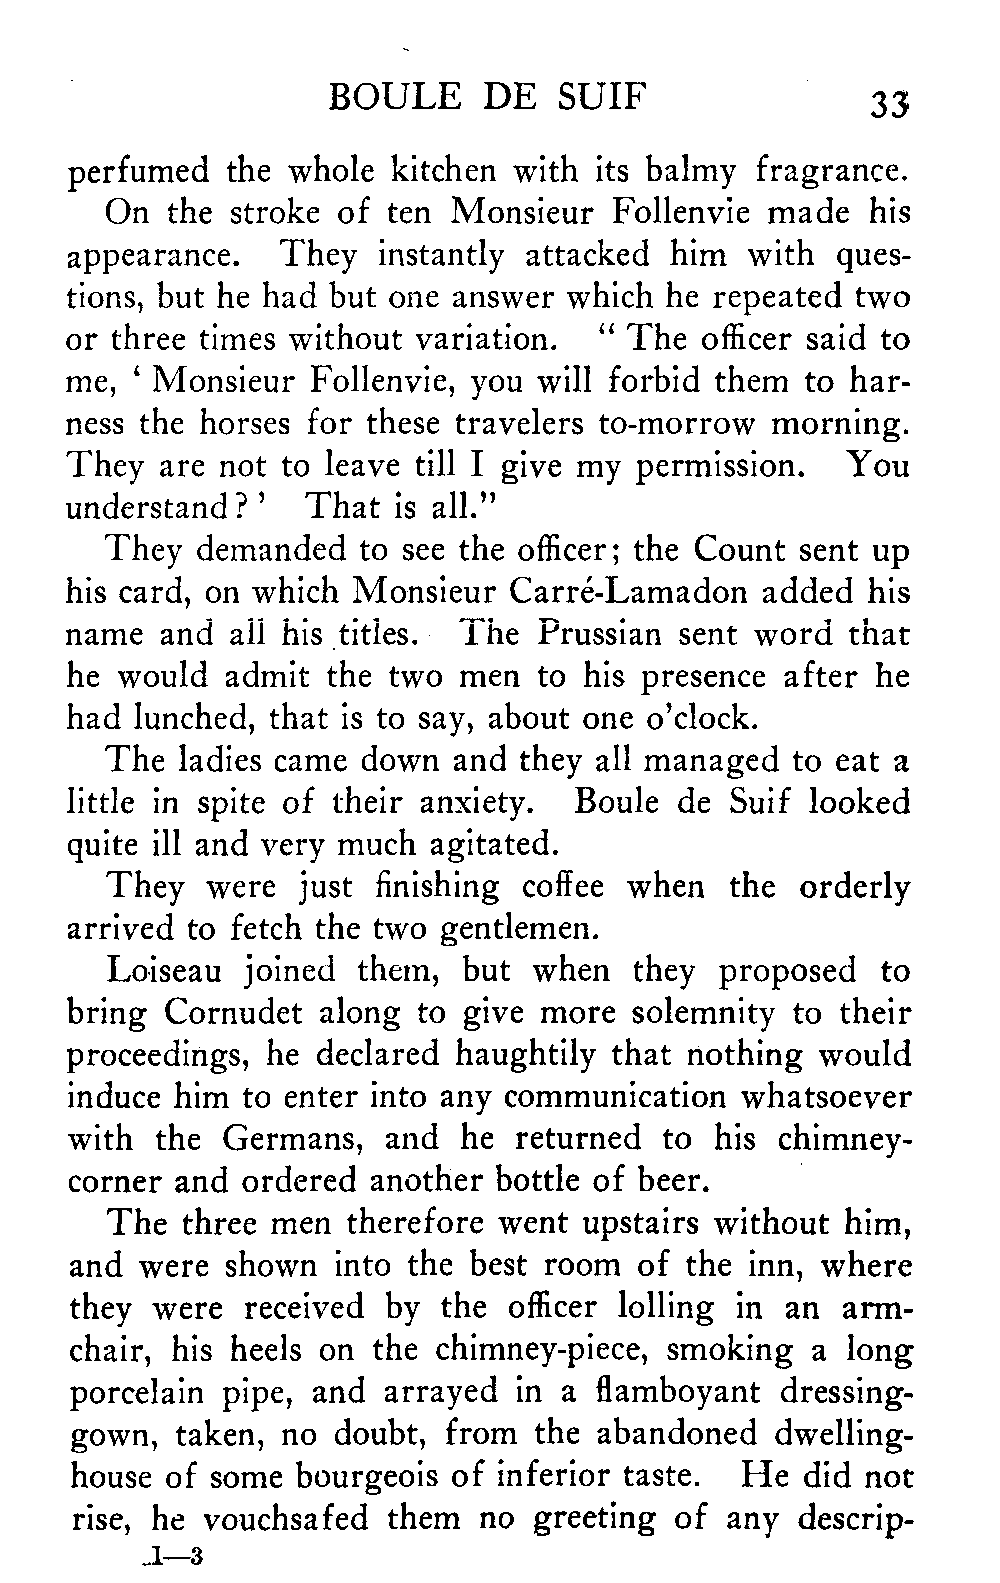 BOULE DE SUIF 33
perfumed the whole kitchen with its balmy fragrance.
On the stroke of ten Monsieur Follenvie made his
appearance. They instantly attacked him with ques-
tions, but he had but one answer which he repeated two
or three times without variation. “ The officer said to
me, ‘ Monsieur Follenvie, you will forbid them to har-
ness the horses for these travelers to-morrow morning.
They are not to leave till I give my permission. You
understand ? ’ That is all.”
They demanded to see the officer; the Count sent up
his card, on which Monsieur Carré-Lamadon added his
name and all his titles. The Prussian sent word that
he would admit the two men to his presence after he
had lunched, that is to say, about one o’clock.
The ladies came down and they all managed to eat a
little in spite of their anxiety. Boule de Suif looked
quite ill and very much agitated.
They were just finishing coffee when the orderly
arrived to fetch the two gentlemen.
Loiseau joined them, but when they proposed to
bring Cornudet along to give more solemnity to their
proceedings, he declared haughtily that nothing would
induce him to enter into any communication whatsoever
with the Germans, and he returned to his chimney-
corner and ordered another bottle of beer.
The three men therefore went upstairs without him,
and were shown into the best room of the inn, where
they were received by the officer lolling in an arm-
chair, his heels on the chimney-piece, smoking a long
porcelain pipe, and arrayed in a flamboyant dressing-
gown, taken, no doubt, from the abandoned dwelling-
house of some bourgeois of inferior taste. He did not
rise, he vouchsafed them no greeting of any descrip-
1—3